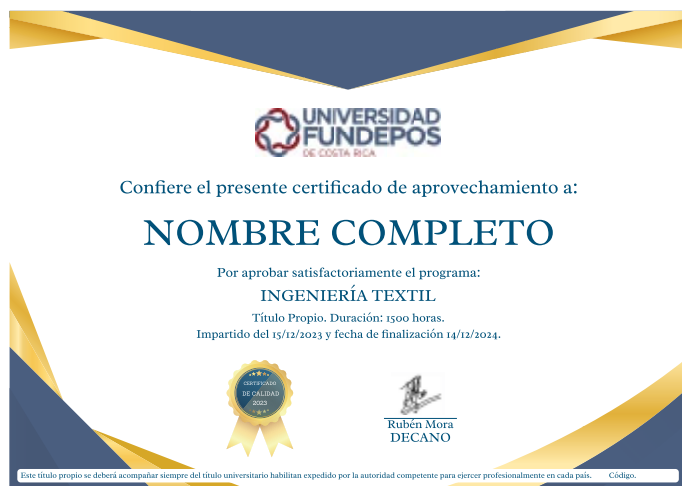 UNIVERSIDAD
FUNDEPOS
DE COSTA RICA
Confiere el presente certificado de aprovechamiento a:
NOMBRE COMPLETO
Por aprobar satisfactoriamente el programa:
INGENIERÍA TEXTIL
Título Propio. Duración: 1500 horas.
Impartido del 15/12/2023 y fecha de finalización 14/12/2024.
CERTIFICADO
DE CALIDAD
2023
Rubén Mora
DECANO
Este título propio se deberá acompañar siempre del título universitario habilitan expedido por la autoridad competente para ejercer profesionalmente en cada país. Código.